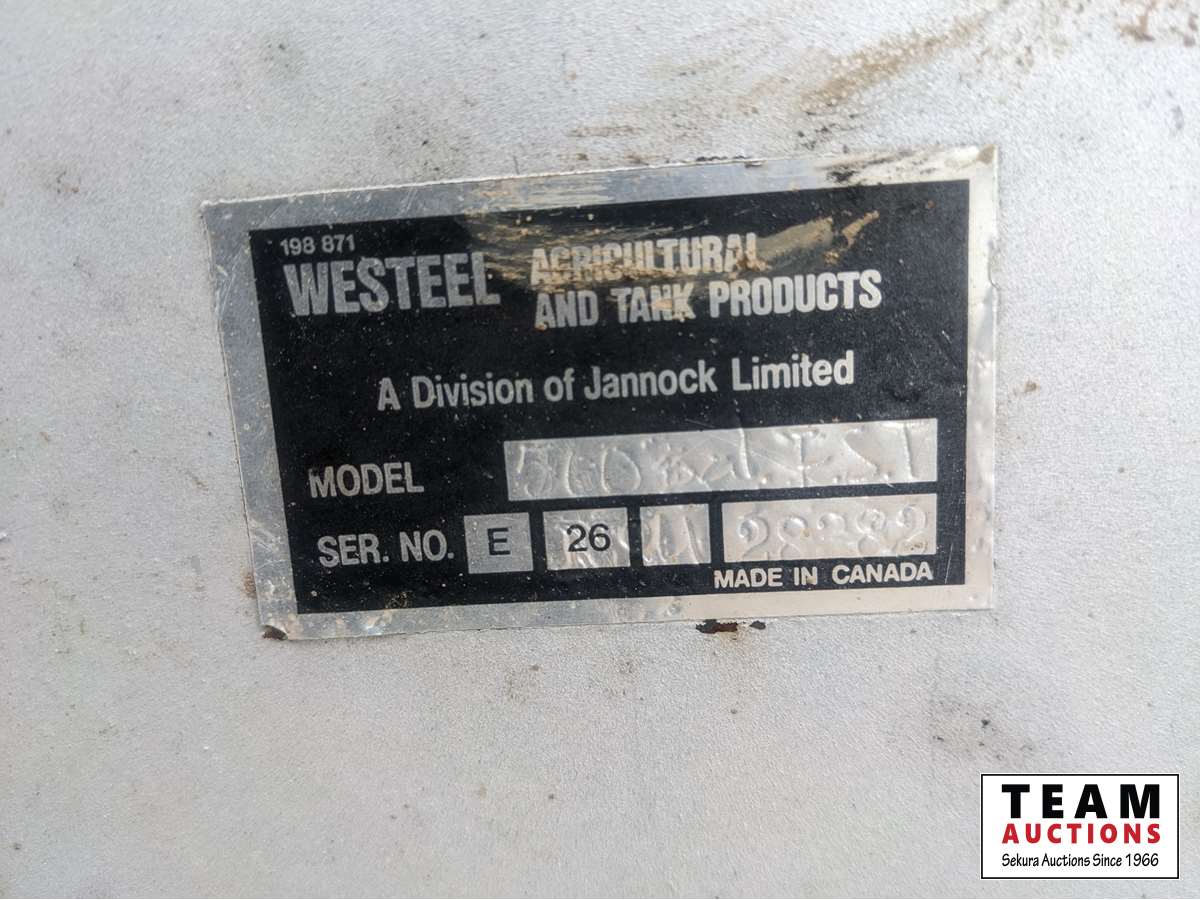 198 871
WESTEEL AGRICULTURAL
AND TANK PRODUCTS
A Division of Jannock Limited
MODEL
SER. NO. E 26 28282
MADE IN CANADA
TEAM
AUCTIONS
Sekura Auctions Since 1966